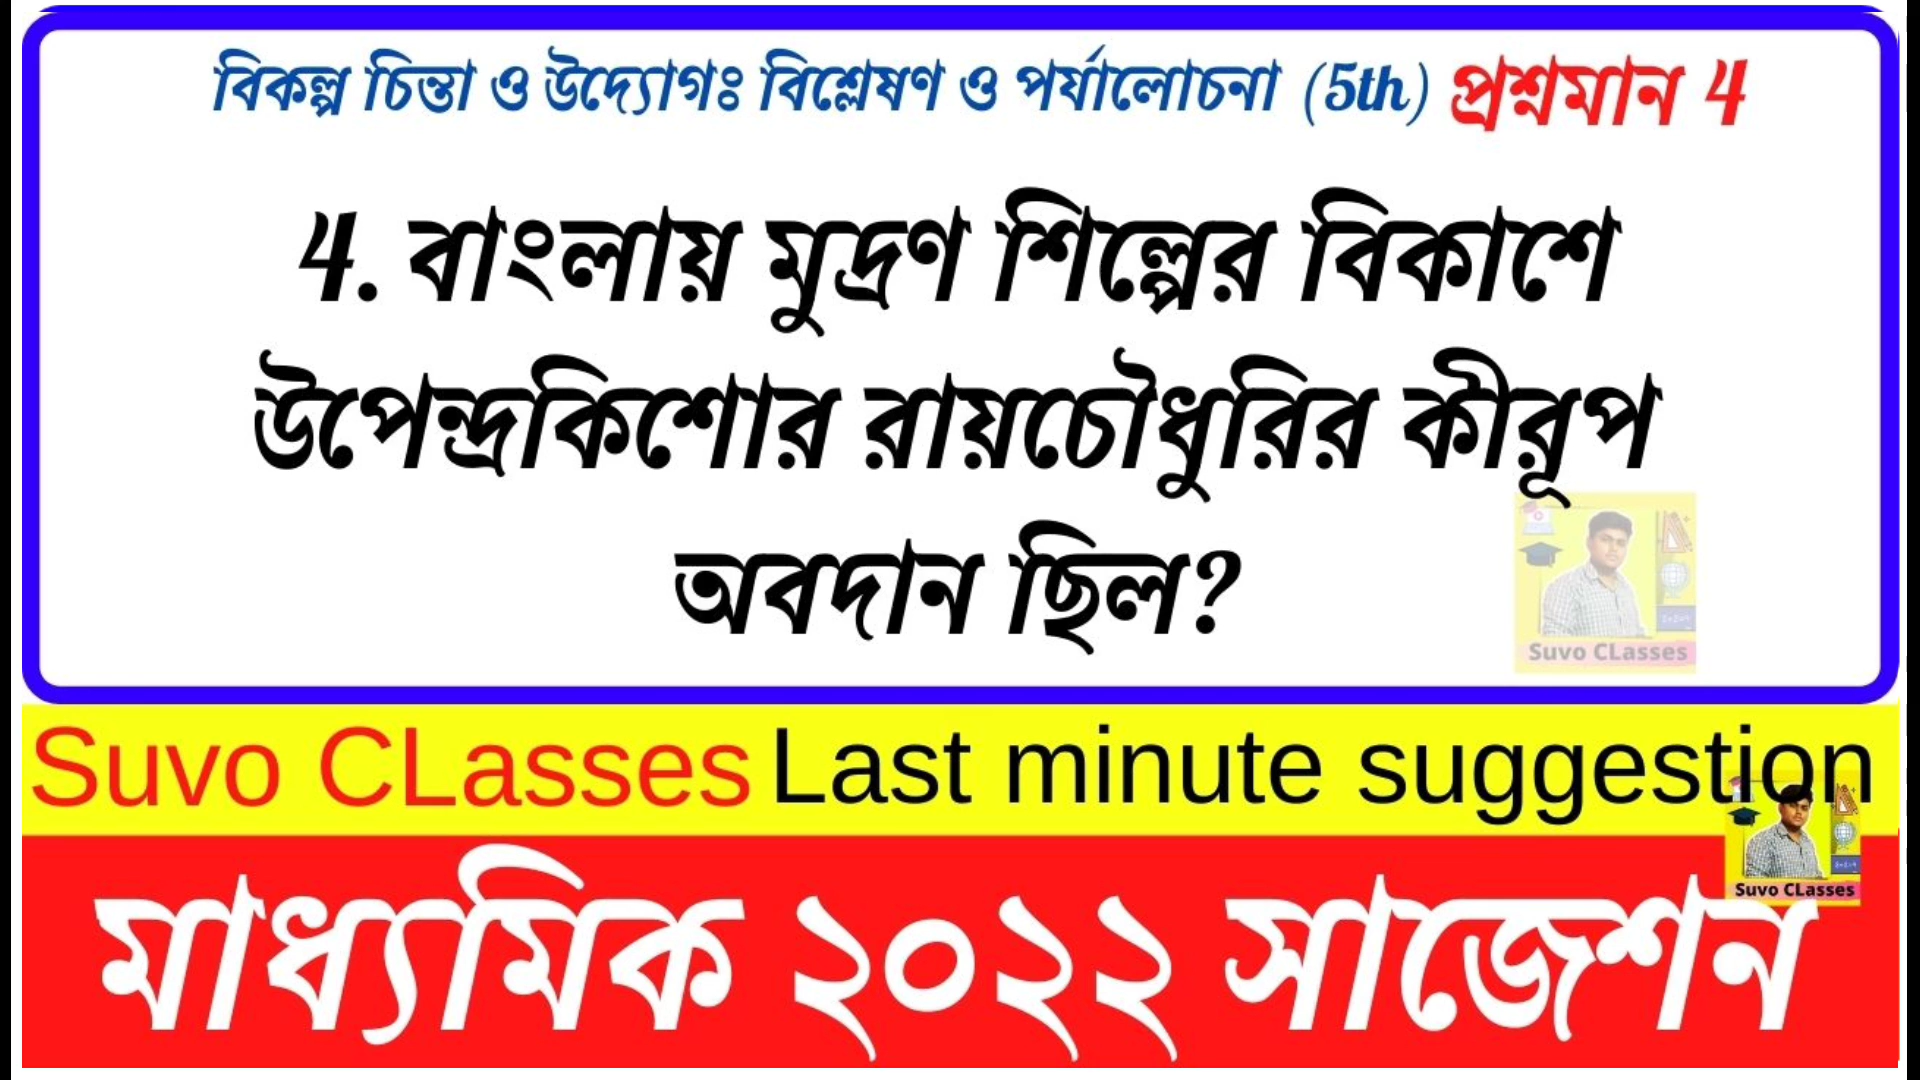 বিকল্প চিন্তা ও উদ্যোগঃ বিশ্লেষণ ও পর্যালোচনা (5th) প্রশ্নমান 4
4. বাংলায় মুদ্রণ শিল্পের বিকাশে
উপেন্দ্রকিশোর রায়চৌধুরির কীরূপ
অবদান ছিল?
Suvo CLasses
Suvo CLasses Last minute suggestion
Suvo CLasses
মাধ্যমিক ২০২২ সাজেশন